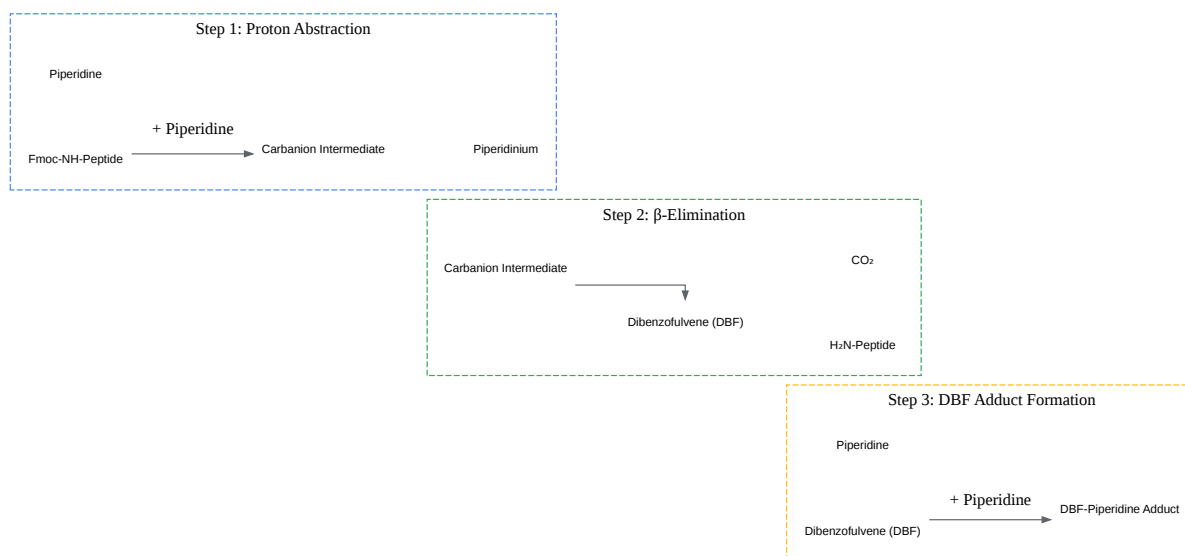 Step 1: Proton Abstraction
Piperidine
+ Piperidine
Fmoc-NH-Peptide
Carbanion Intermediate
Piperidinium
Step 2: β-Elimination
Carbanion Intermediate
CO₂
Dibenzofulvene (DBF)
H₂N-Peptide
Step 3: DBF Adduct Formation
Piperidine
+ Piperidine
Dibenzofulvene (DBF)
DBF-Piperidine Adduct